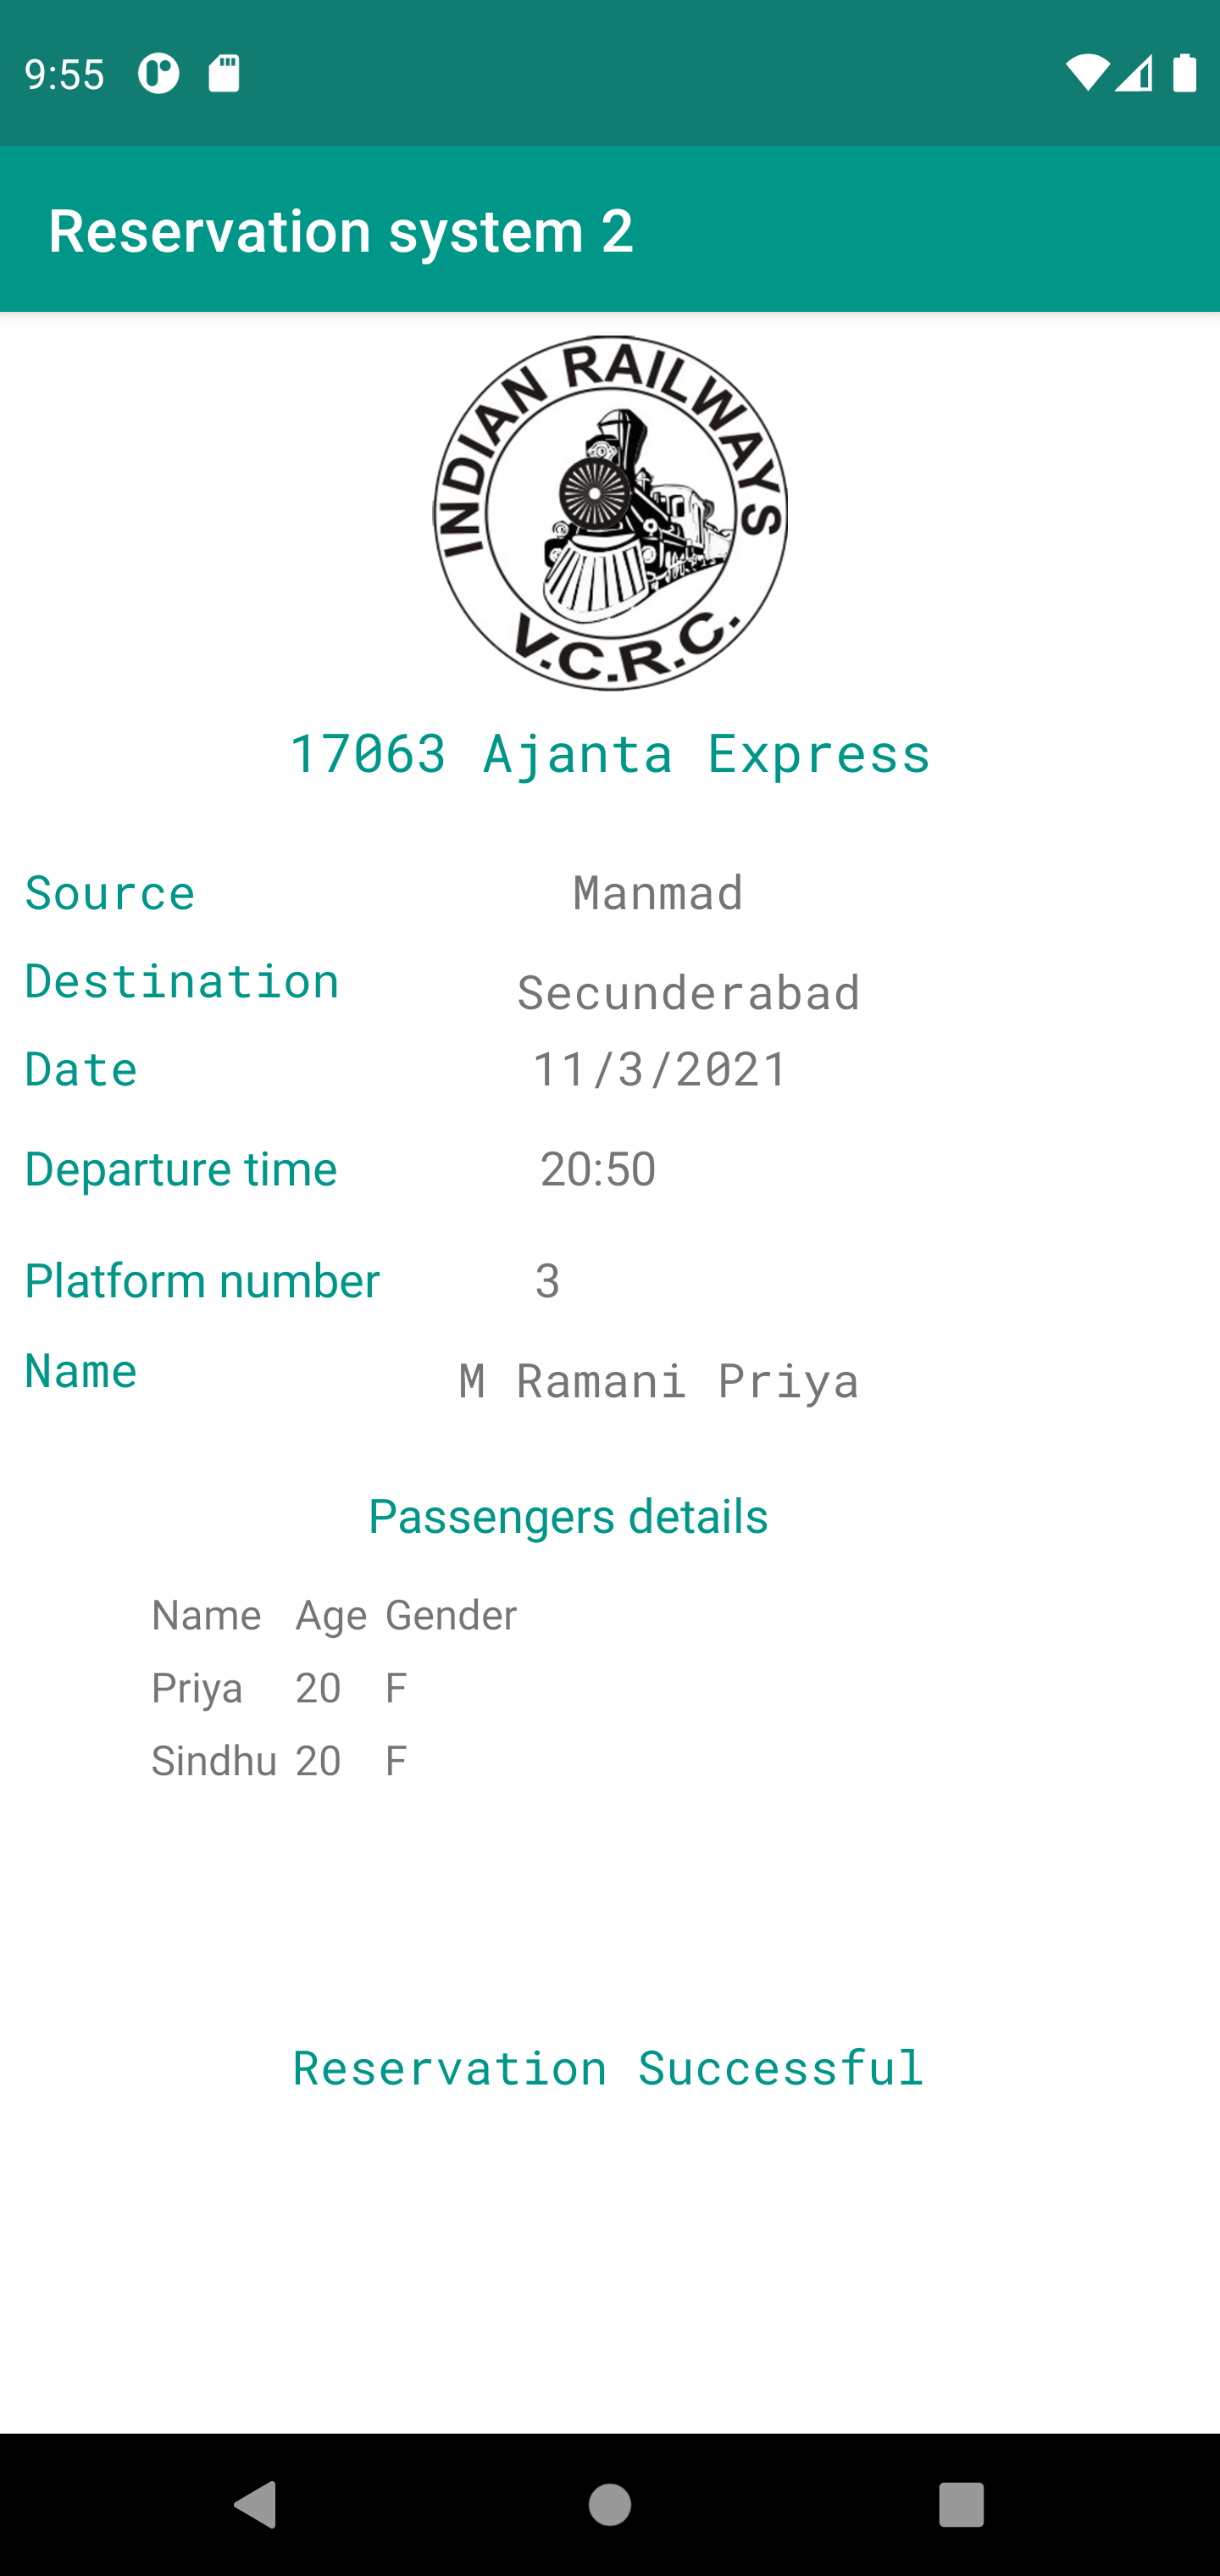 9:55
Reservation system 2
INDIAN RAILWAYS
V.C.R.C.
17063 Ajanta Express
Source Manmad
Destination Secunderabad
Date 11/3/2021
Departure time 20:50
Platform number 3
Name M Ramani Priya
Passengers details
Name Age Gender
Priya 20 F
Sindhu 20 F
Reservation Successful